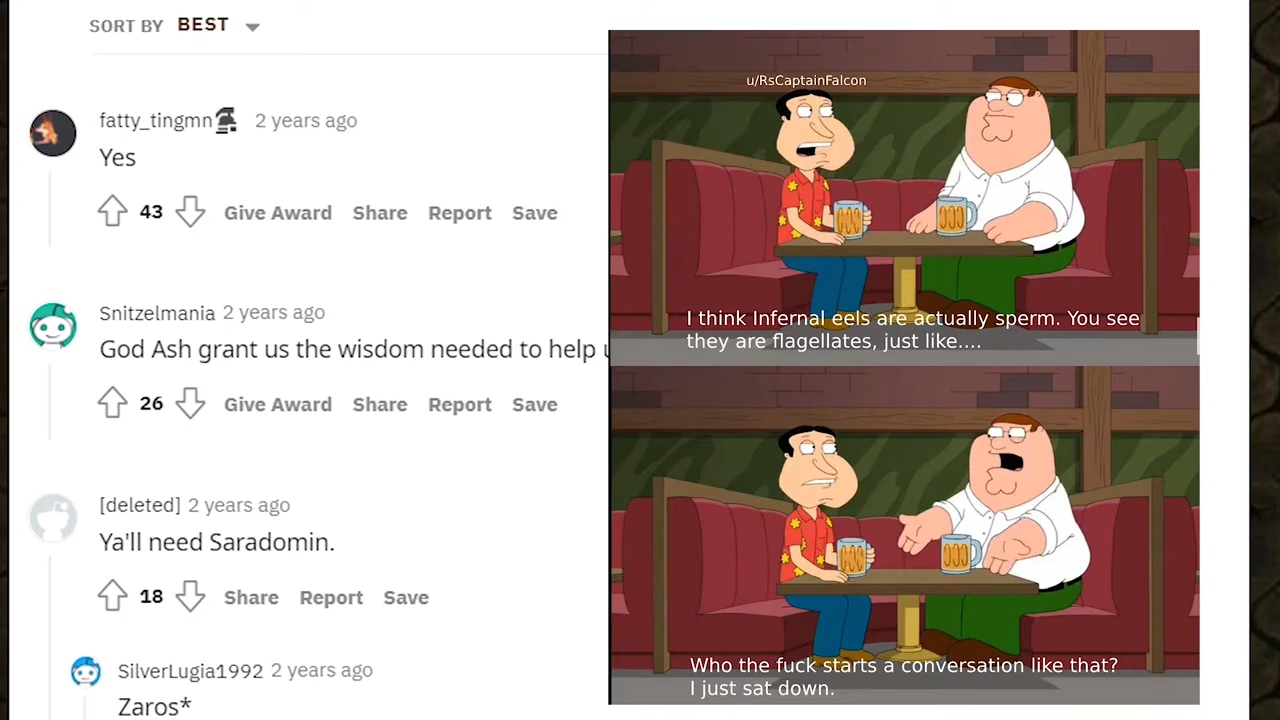 SORT BY BEST
fatty_tingmn 2 years ago
Yes
43 Give Award Share Report Save
Snitzelmania 2 years ago
God Ash grant us the wisdom needed to help
26 Give Award Share Report Save
[deleted] 2 years ago
Ya'll need Saradomin.
18 Share Report Save
SilverLugia1992 2 years ago
Zaros*
u/RsCaptainFalcon
I think Infernal eels are actually sperm. You see
they are flagellates, just like....
Who the fuck starts a conversation like that?
I just sat down.